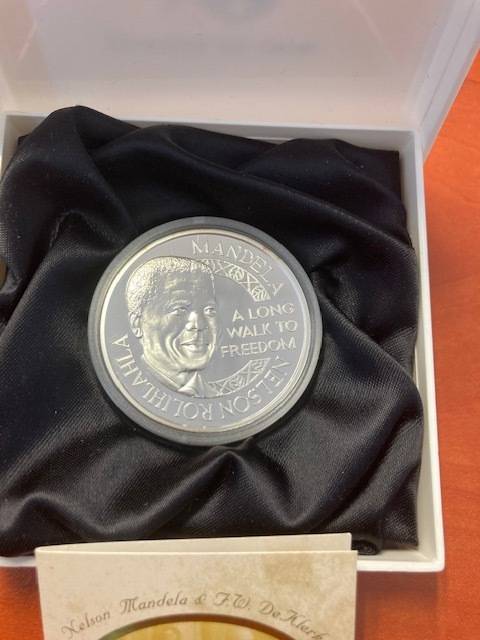 NELSON ROLIHLAHLA MANDELA
A LONG
WALK TO
FREEDOM
Nelson Mandela & F.W. De Klerk